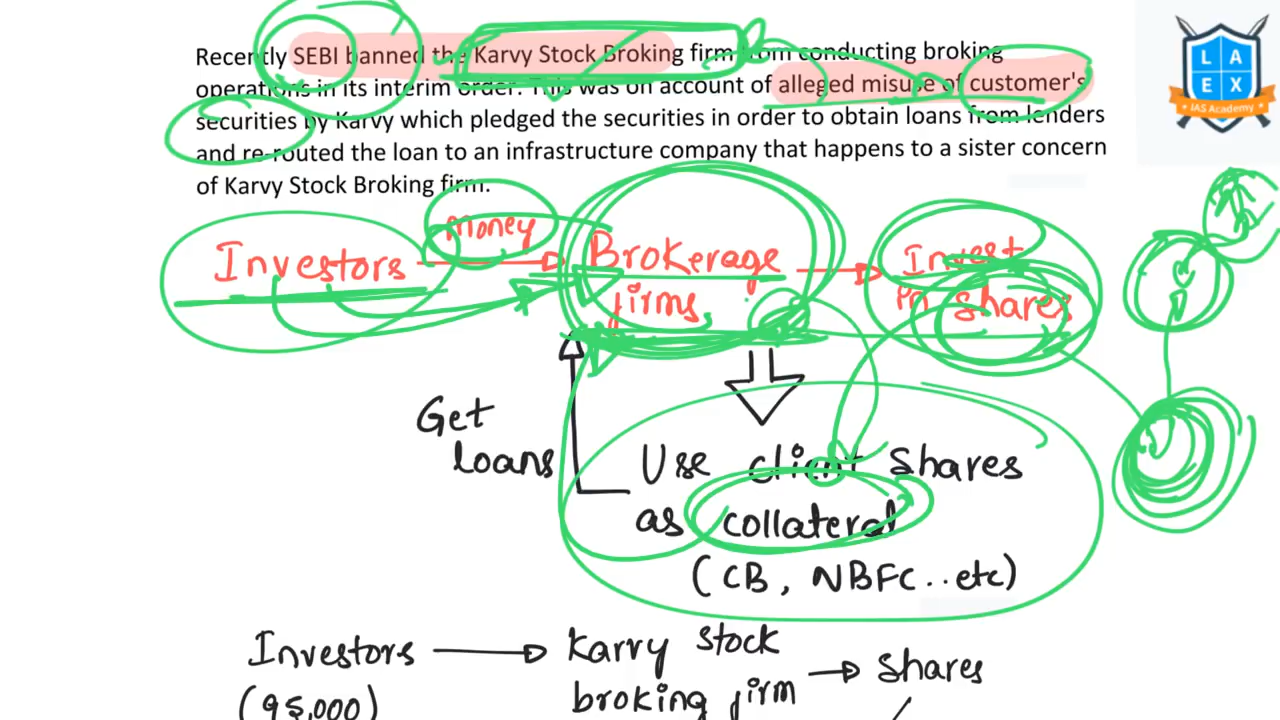 Recently SEBI banned the Karvy Stock Broking firm from conducting broking
operations in its interim order. This was on account of alleged misuse of customer's
securities by Karvy which pledged the securities in order to obtain loans from lenders
and re-routed the loan to an infrastructure company that happens to a sister concern
of Karvy Stock Broking firm.
L A
E X
IAS Academy
Investors
Money
Brokerage
firms
Invest
in shares
Get
loans
Use client shares
as collateral
(CB, NBFC..etc)
Investors
(95,000)
Karvy stock
broking firm
Shares